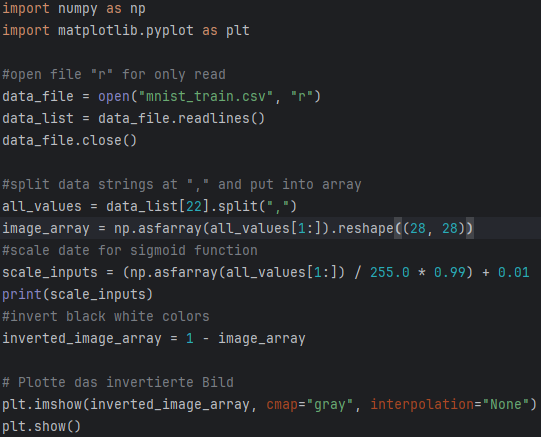 import numpy as np
import matplotlib.pyplot as plt
#open file "r" for only read
data_file = open("mnist_train.csv", "r")
data_list = data_file.readlines()
data_file.close()
#split data strings at "," and put into array
all_values = data_list[22].split(",")
image_array = np.asfarray(all_values[1:]).reshape((28, 28))
#scale date for sigmoid function
scale_inputs = (np.asfarray(all_values[1:]) / 255.0 * 0.99) + 0.01
print(scale_inputs)
#invert black white colors
inverted_image_array = 1 - image_array
# Plotte das invertierte Bild
plt.imshow(inverted_image_array, cmap="gray", interpolation="None")
plt.show()